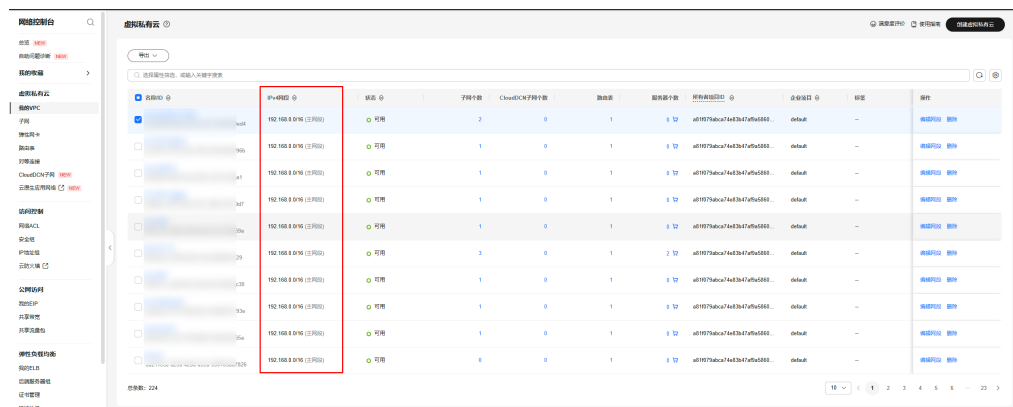 网络控制台
总览 NEW
自助问题诊断 NEW
我的收藏
虚拟私有云
我的VPC
子网
弹性网卡
路由表
对等连接
CloudDCN子网 NEW
云原生应用网络 NEW
访问控制
网络ACL
安全组
IP地址组
云防火墙
公网访问
我的EIP
共享带宽
共享流量包
弹性负载均衡
我的ELB
后端服务器组
证书管理
虚拟私有云
满意度评价 使用指南 创建虚拟私有云
导出
选择属性筛选，或输入关键字搜索
名称/ID IPv4网段 状态 子网个数 CloudDCN子网个数 路由表 服务器个数 所有者项目ID 企业项目 标签 操作
192.168.0.0/16 (主网段) 可用 2 0 1 0 a81f079abca74e83b47af9a5860... default -- 编辑网段 删除
192.168.0.0/16 (主网段) 可用 1 0 1 0 a81f079abca74e83b47af9a5860... default -- 编辑网段 删除
192.168.0.0/16 (主网段) 可用 1 0 1 0 a81f079abca74e83b47af9a5860... default -- 编辑网段 删除
192.168.0.0/16 (主网段) 可用 1 0 1 0 a81f079abca74e83b47af9a5860... default -- 编辑网段 删除
192.168.0.0/16 (主网段) 可用 1 0 1 0 a81f079abca74e83b47af9a5860... default -- 编辑网段 删除
192.168.0.0/16 (主网段) 可用 3 0 1 2 a81f079abca74e83b47af9a5860... default -- 编辑网段 删除
192.168.0.0/16 (主网段) 可用 1 0 1 0 a81f079abca74e83b47af9a5860... default -- 编辑网段 删除
192.168.0.0/16 (主网段) 可用 1 0 1 0 a81f079abca74e83b47af9a5860... default -- 编辑网段 删除
192.168.0.0/16 (主网段) 可用 1 0 1 0 a81f079abca74e83b47af9a5860... default -- 编辑网段 删除
192.168.0.0/16 (主网段) 可用 0 0 1 0 a81f079abca74e83b47af9a5860... default -- 编辑网段 删除
总条数: 224
10 1 2 3 4 5 6 ... 23